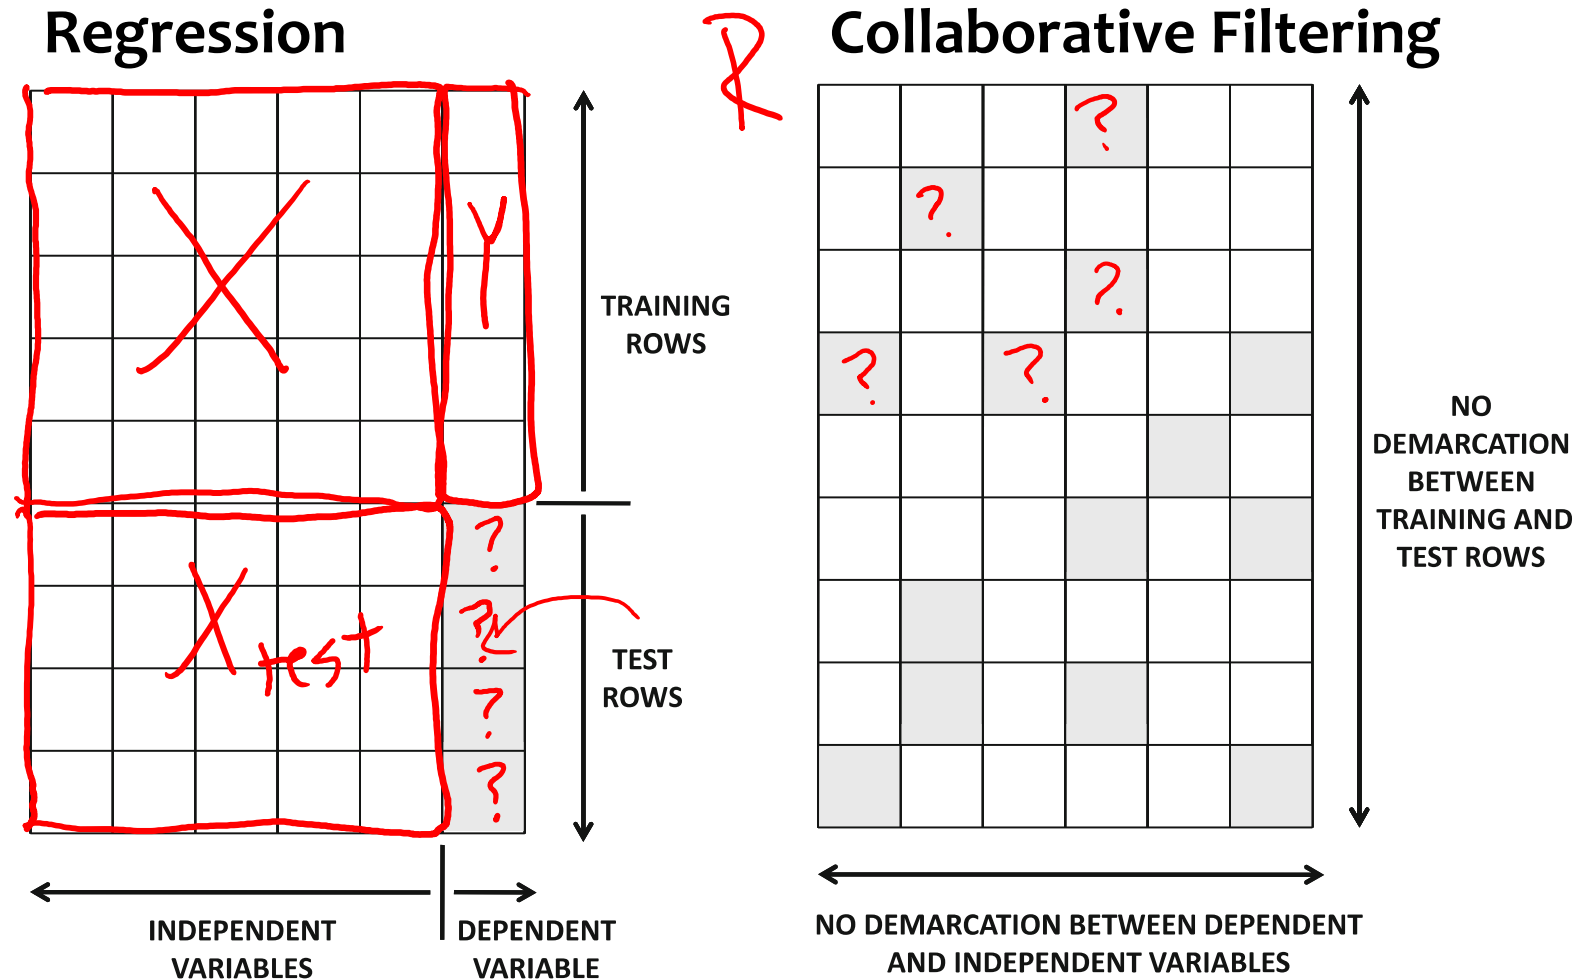 Regression
R
Collaborative Filtering
X
Y
TRAINING
ROWS
?
?
?
?
?
NO
DEMARCATION
BETWEEN
TRAINING AND
TEST ROWS
X test
?
?
?
?
TEST
ROWS
INDEPENDENT
VARIABLES
DEPENDENT
VARIABLE
NO DEMARCATION BETWEEN DEPENDENT
AND INDEPENDENT VARIABLES